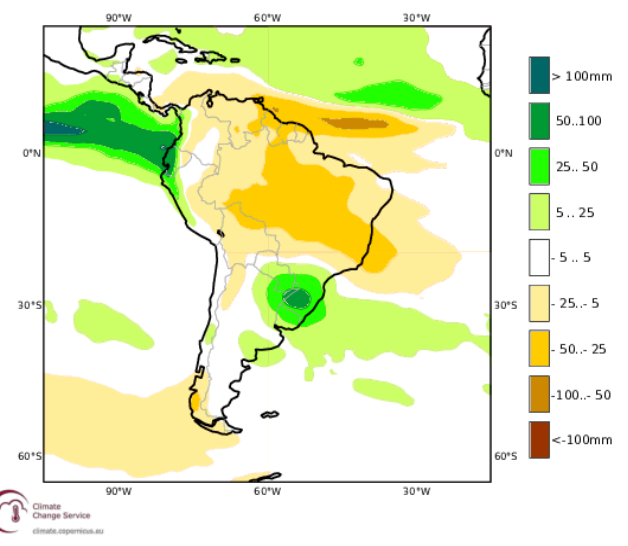 90°W 60°W 30°W
> 100mm
50..100
0°N 0°N
25.. 50
5 .. 25
- 5 .. 5
30°S 30°S
- 25..- 5
- 50..- 25
-100..- 50
<-100mm
60°S 60°S
90°W 60°W 30°W
Climate
Change Service
climate.copernicus.eu